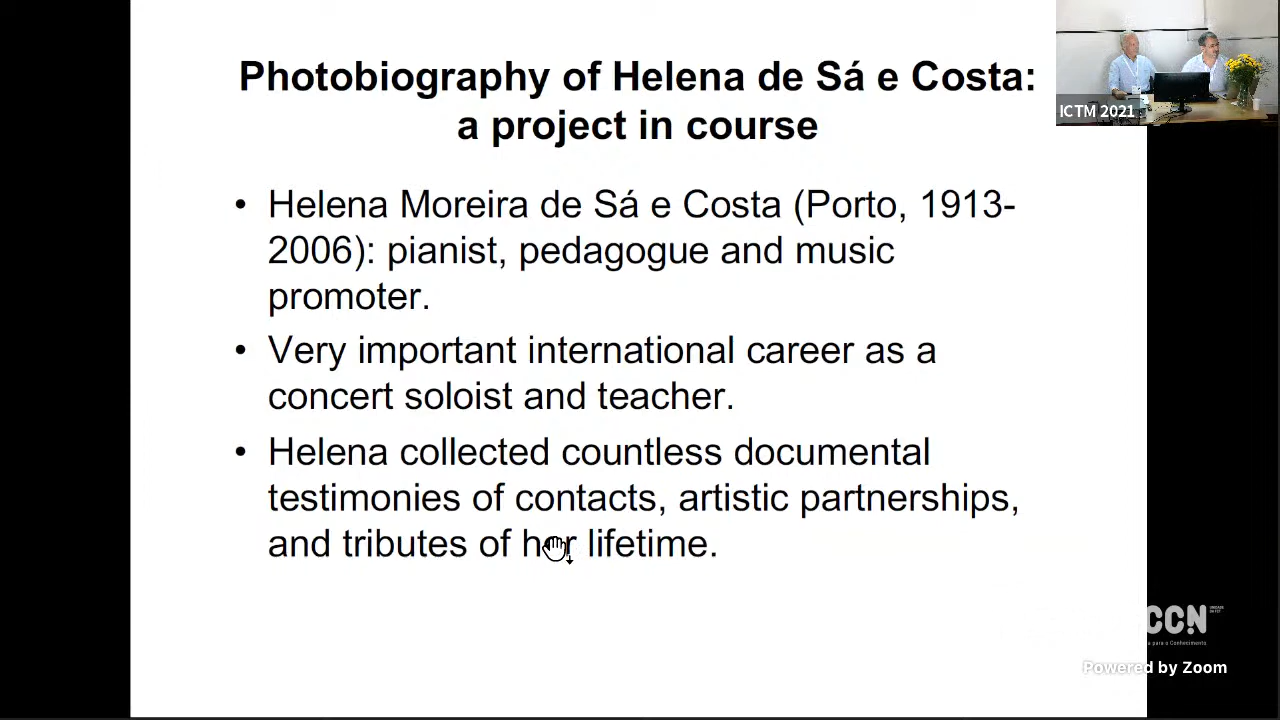 Photobiography of Helena de Sá e Costa:
a project in course
• Helena Moreira de Sá e Costa (Porto, 1913-
2006): pianist, pedagogue and music
promoter.
• Very important international career as a
concert soloist and teacher.
• Helena collected countless documental
testimonies of contacts, artistic partnerships,
and tributes of her lifetime.
ICTM 2021
CCN
para o Conhecimento
Powered by Zoom